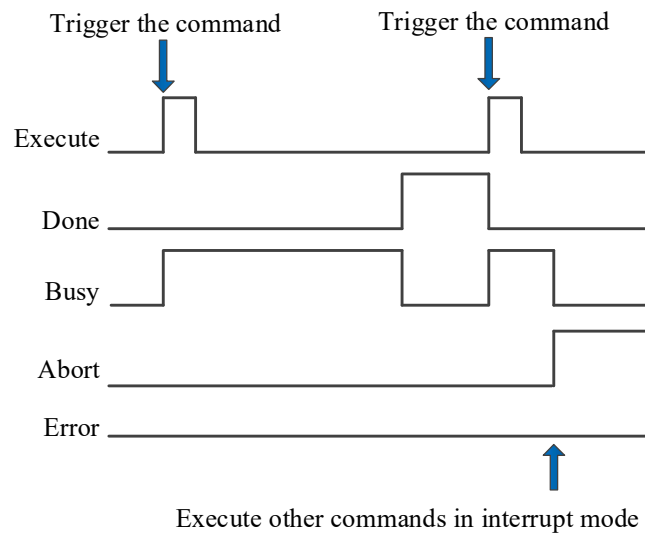 Trigger the command
Trigger the command
Execute
Done
Busy
Abort
Error
Execute other commands in interrupt mode